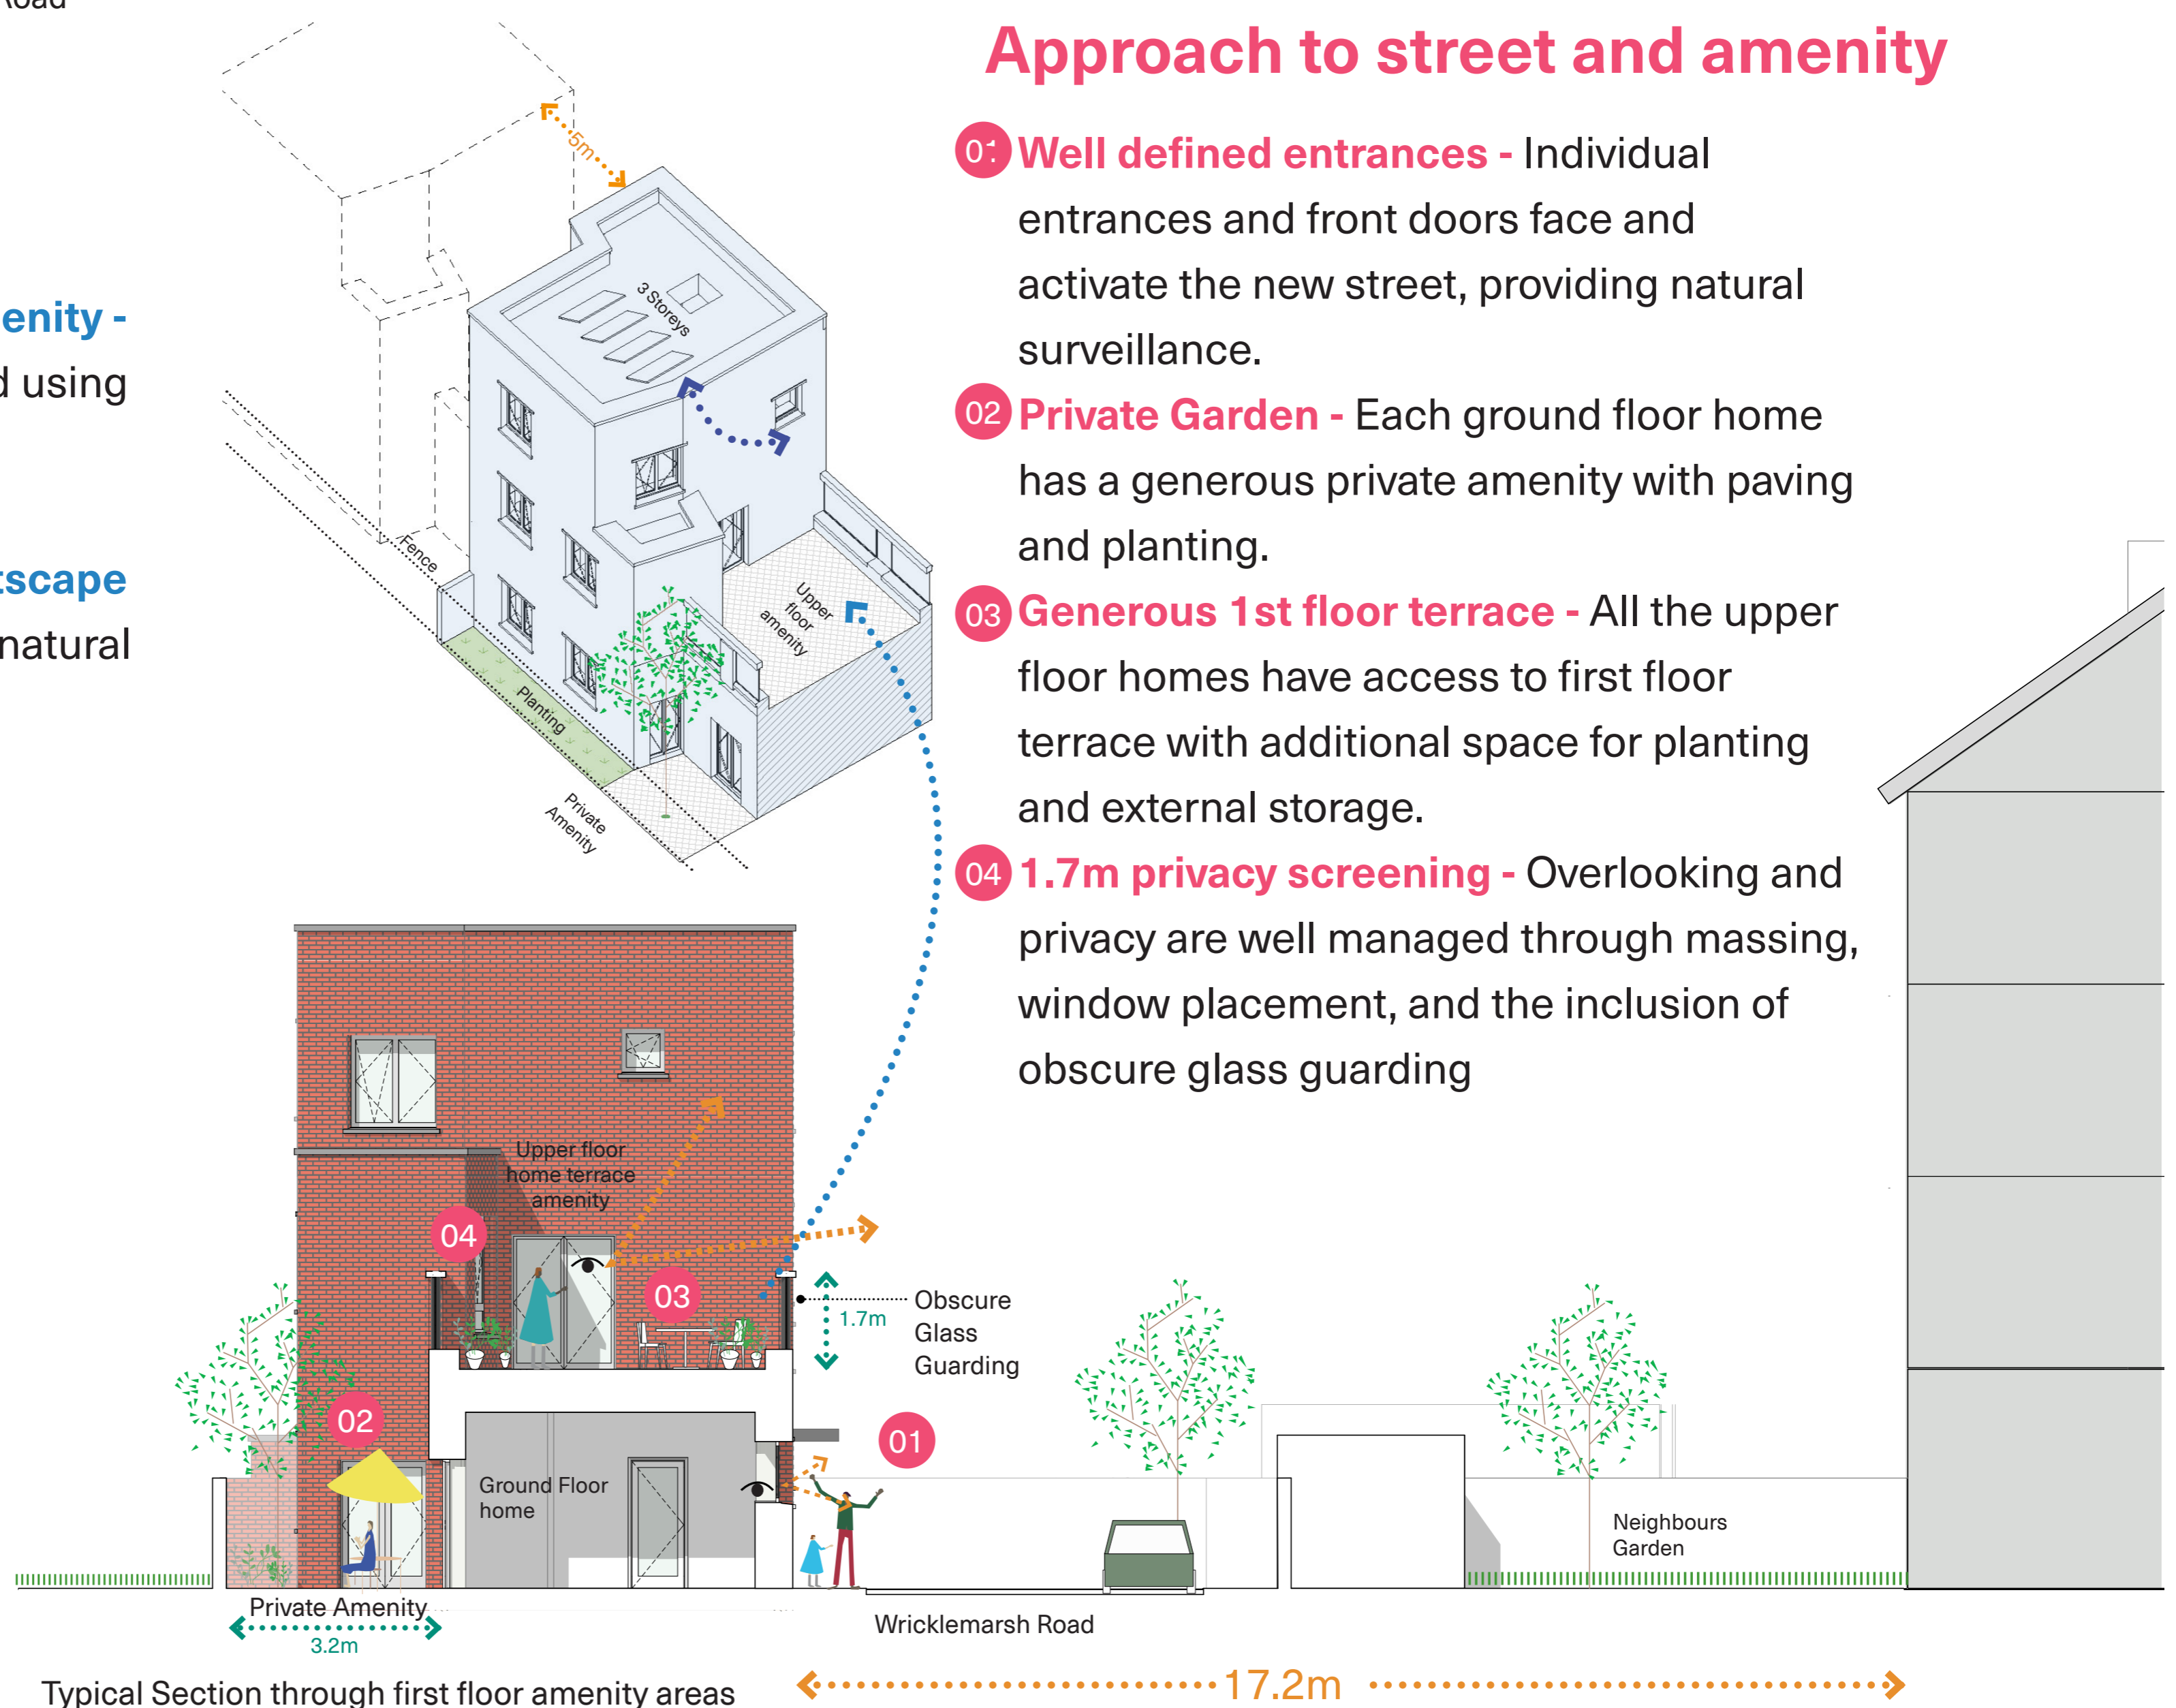 Road
enity -
d using
tscape
natural
5m
3 Storeys
Fence
Upper
floor
amenity
Planting
Private
Amenity
Approach to street and amenity
01 Well defined entrances - Individual
entrances and front doors face and
activate the new street, providing natural
surveillance.
02 Private Garden - Each ground floor home
has a generous private amenity with paving
and planting.
03 Generous 1st floor terrace - All the upper
floor homes have access to first floor
terrace with additional space for planting
and external storage.
04 1.7m privacy screening - Overlooking and
privacy are well managed through massing,
window placement, and the inclusion of
obscure glass guarding
Upper floor
home terrace
amenity
04
03
1.7m
Obscure
Glass
Guarding
02
01
Ground Floor
home
Neighbours
Garden
Private Amenity
3.2m
Wricklemarsh Road
17.2m
Typical Section through first floor amenity areas